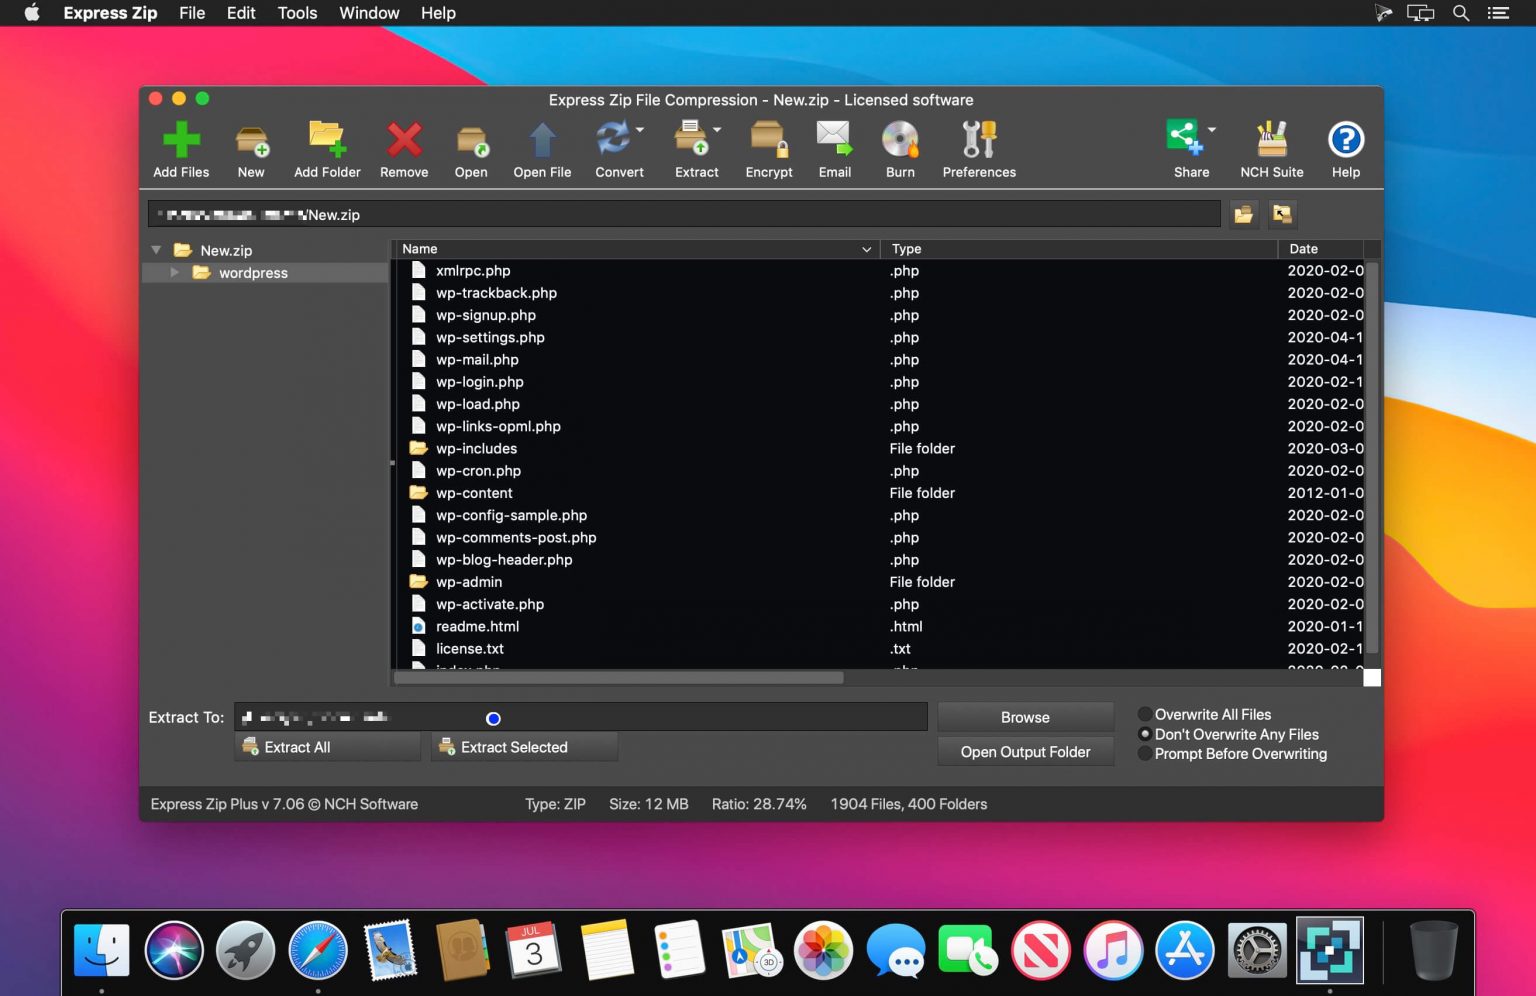 Express Zip File Edit Tools Window Help
Express Zip File Compression - New.zip - Licensed software
Add Files New Add Folder Remove Open Open File Convert Extract Encrypt Email Burn Preferences Share NCH Suite Help
/New.zip
New.zip
wordpress
Name Type Date
xmlrpc.php .php 2020-02-0
wp-trackback.php .php 2020-02-0
wp-signup.php .php 2020-02-0
wp-settings.php .php 2020-04-1
wp-mail.php .php 2020-04-1
wp-login.php .php 2020-02-1
wp-load.php .php 2020-02-0
wp-links-opml.php .php 2020-02-0
wp-includes File folder 2020-03-0
wp-cron.php .php 2020-02-0
wp-content File folder 2012-01-0
wp-config-sample.php .php 2020-02-0
wp-comments-post.php .php 2020-02-0
wp-blog-header.php .php 2020-02-0
wp-admin File folder 2020-02-0
wp-activate.php .php 2020-02-0
readme.html .html 2020-01-1
license.txt .txt 2020-02-1
Extract To:
Browse
Extract All Extract Selected
Open Output Folder
Overwrite All Files
Don't Overwrite Any Files
Prompt Before Overwriting
Express Zip Plus v 7.06 © NCH Software Type: ZIP Size: 12 MB Ratio: 28.74% 1904 Files, 400 Folders
JUL
3
3D